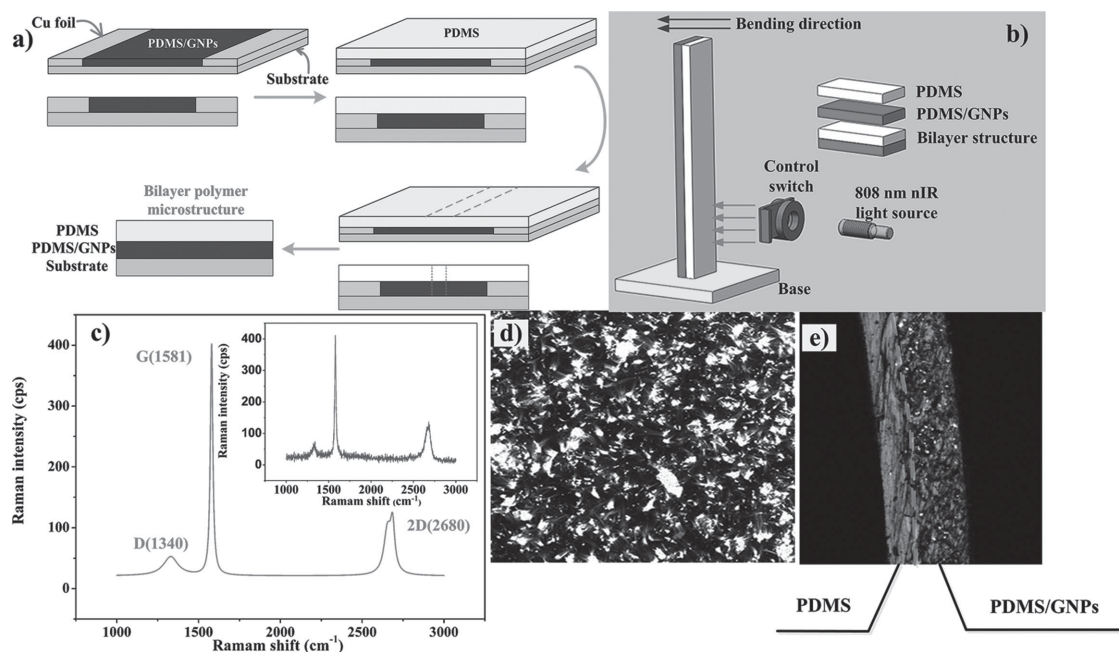 a)
Cu foil
PDMS/GNPs
Substrate
PDMS
Bilayer polymer
microstructure
PDMS
PDMS/GNPs
Substrate
b)
Bending direction
PDMS
PDMS/GNPs
Bilayer structure
Control
switch
808 nm nIR
light source
Base
c)
G(1581)
D(1340)
2D(2680)
Raman intensity (cps)
400
300
200
100
0
1000 1500 2000 2500 3000
Ramam shift (cm⁻¹)
Raman intensity (cps)
400
300
200
100
0
1000 1500 2000 2500 3000
Ramam shift (cm⁻¹)
d)
e)
PDMS
PDMS/GNPs